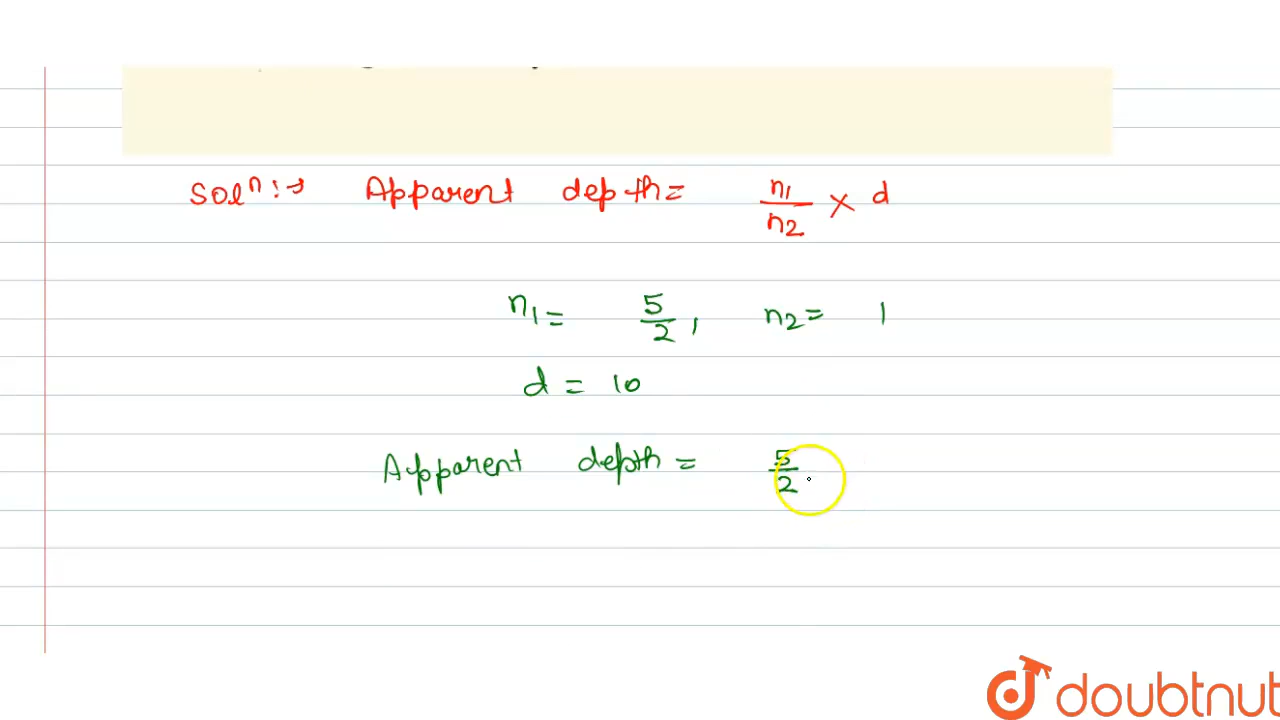 Solⁿ :→ Apparent depth = n₁/n₂ × d
n₁ = 5/2, n₂ = 1
d = 10
Apparent depth = 5/2
doubtnut